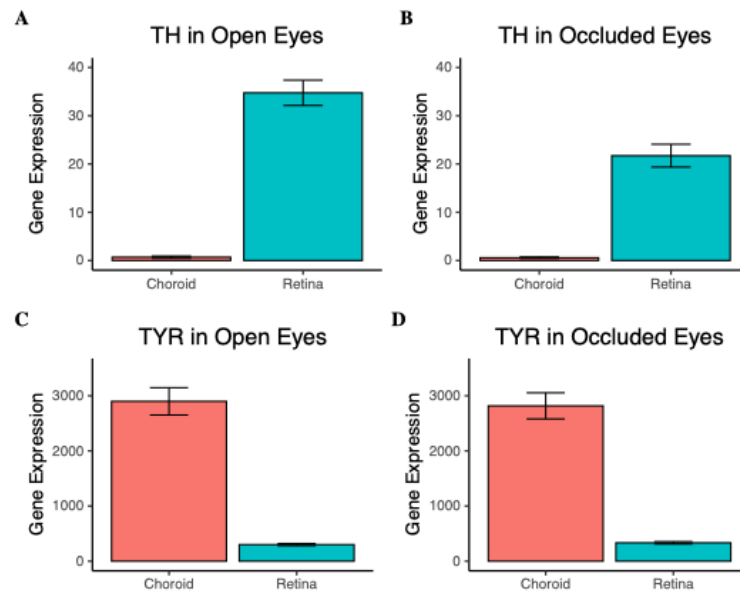 A
TH in Open Eyes
Gene Expression
40
30
20
10
0
Choroid Retina
B
TH in Occluded Eyes
Gene Expression
40
30
20
10
0
Choroid Retina
C
TYR in Open Eyes
Gene Expression
3000
2000
1000
0
Choroid Retina
D
TYR in Occluded Eyes
Gene Expression
3000
2000
1000
0
Choroid Retina